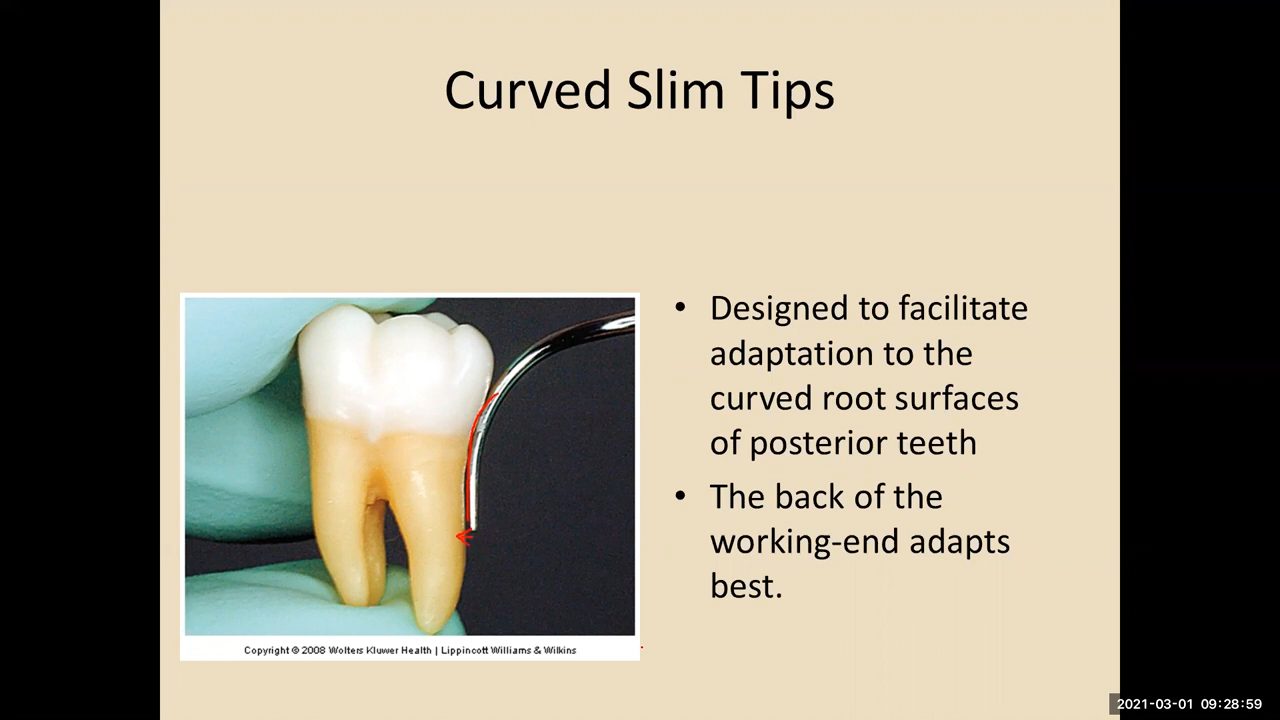 Curved Slim Tips
• Designed to facilitate
adaptation to the
curved root surfaces
of posterior teeth
• The back of the
working-end adapts
best.
Copyright © 2008 Wolters Kluwer Health | Lippincott Williams & Wilkins
2021-03-01 09:28:59